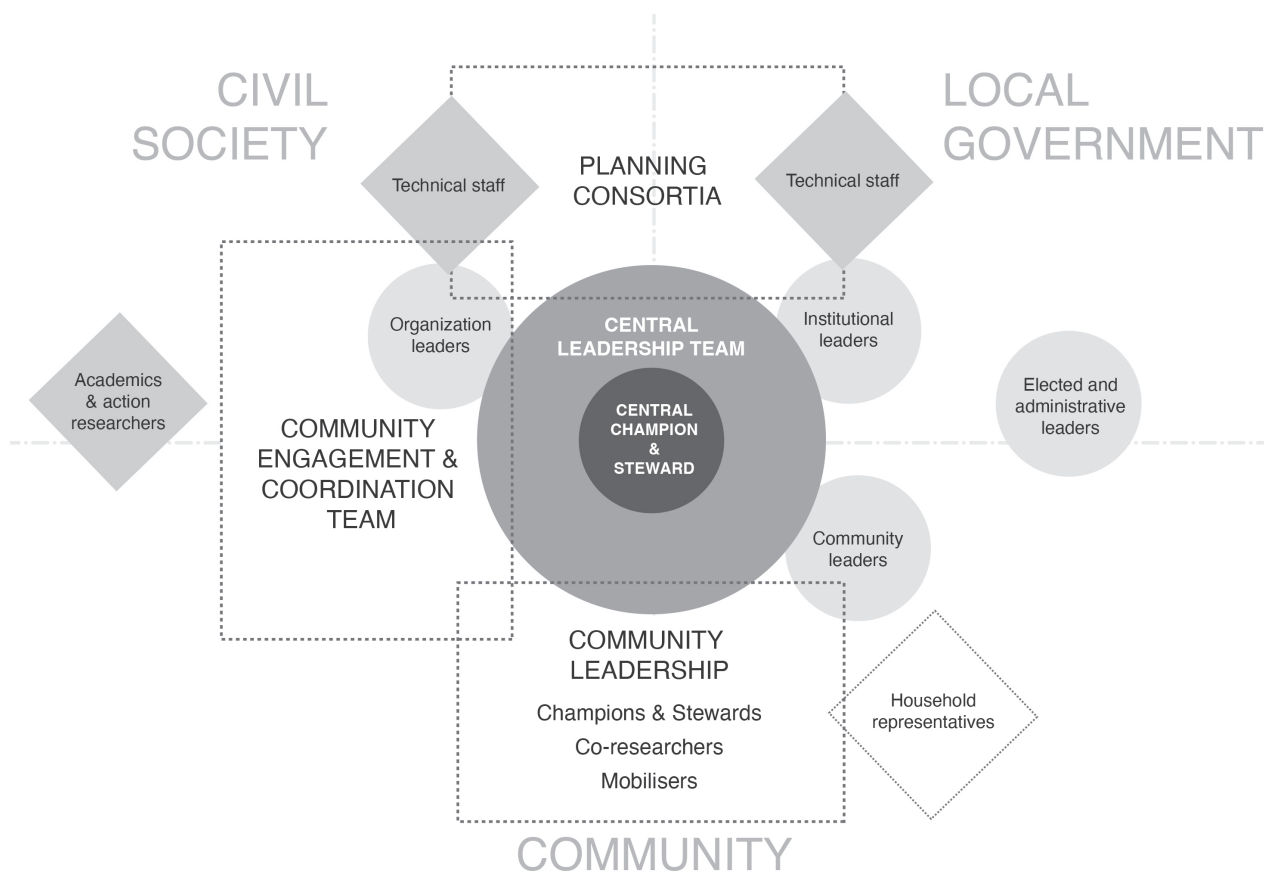 CIVIL
SOCIETY
LOCAL
GOVERNMENT
Technical staff
PLANNING
CONSORTIA
Technical staff
Organization
leaders
CENTRAL
LEADERSHIP TEAM
Institutional
leaders
Academics
& action
researchers
CENTRAL
CHAMPION
&
STEWARD
Elected and
administrative
leaders
COMMUNITY
ENGAGEMENT &
COORDINATION
TEAM
Community
leaders
COMMUNITY
LEADERSHIP
Champions & Stewards
Co-researchers
Mobilisers
Household
representatives
COMMUNITY